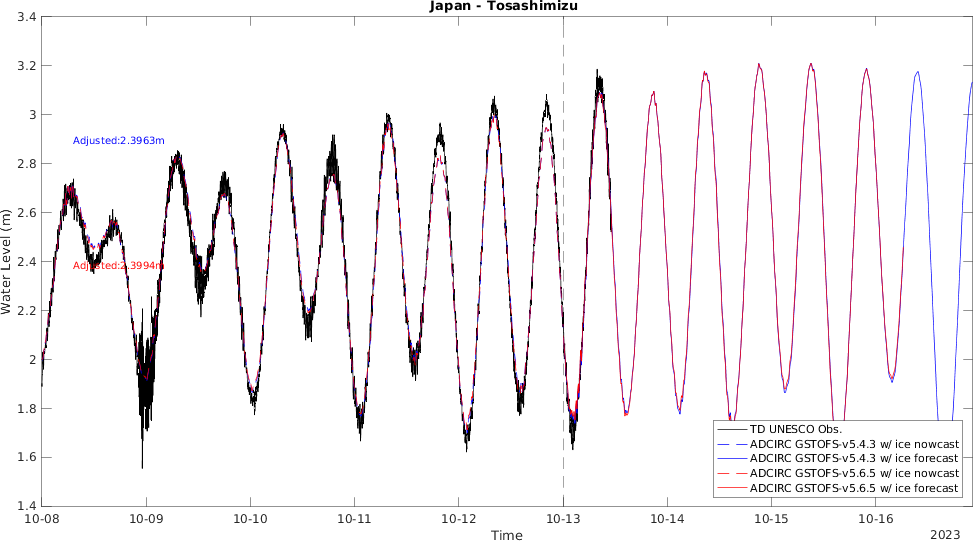 Japan - Tosashimizu
3.4
3.2
3
2.8
2.6
2.4
2.2
2
1.8
1.6
1.4
Water Level (m)
Adjusted:2.3963m
Adjusted:2.3994m
TD UNESCO Obs.
ADCIRC GSTOFS-v5.4.3 w/ ice nowcast
ADCIRC GSTOFS-v5.4.3 w/ ice forecast
ADCIRC GSTOFS-v5.6.5 w/ ice nowcast
ADCIRC GSTOFS-v5.6.5 w/ ice forecast
10-08 10-09 10-10 10-11 10-12 10-13 10-14 10-15 10-16
Time
2023